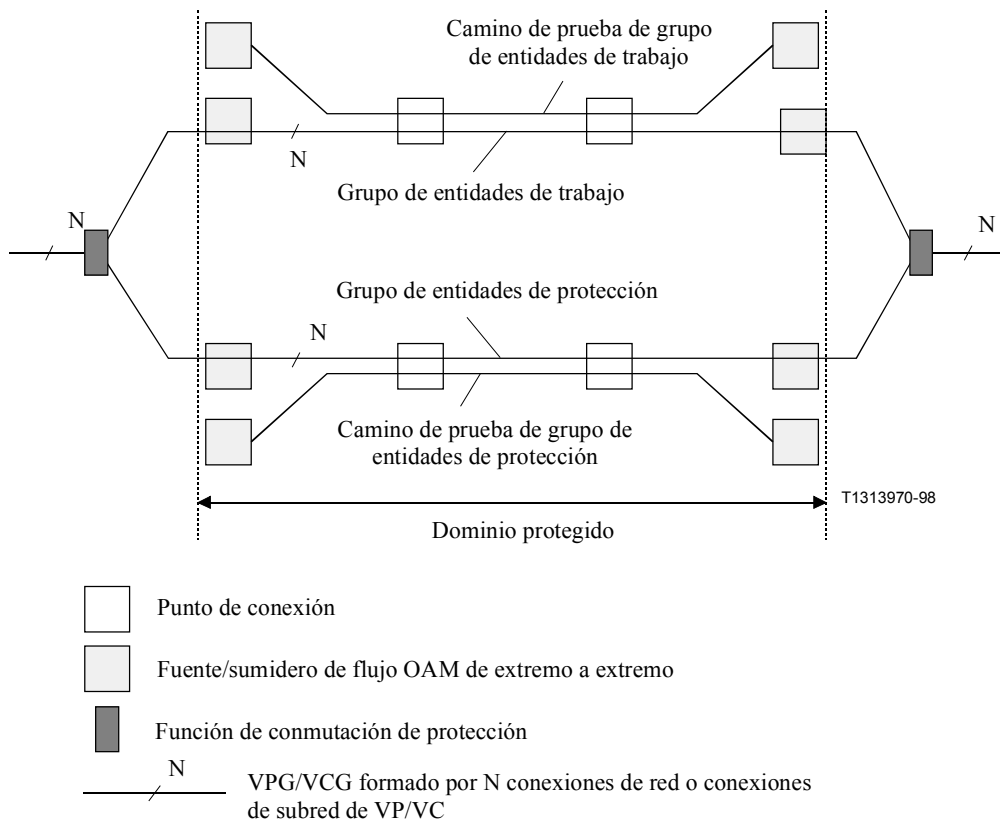 Camino de prueba de grupo
de entidades de trabajo
N
Grupo de entidades de trabajo
N
N
Grupo de entidades de protección
N
Camino de prueba de grupo de
entidades de protección
T1313970-98
Dominio protegido
Punto de conexión
Fuente/sumidero de flujo OAM de extremo a extremo
Función de conmutación de protección
N
VPG/VCG formado por N conexiones de red o conexiones
de subred de VP/VC